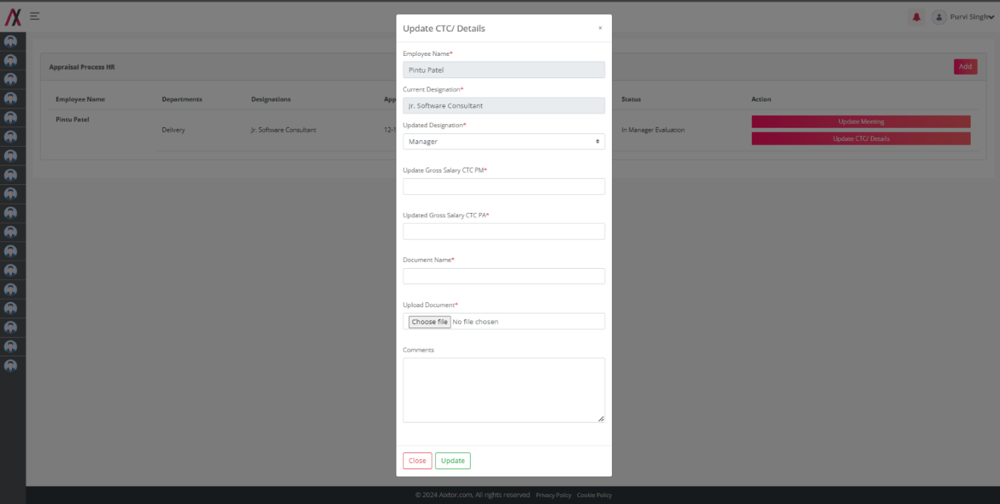 Purvi Singh
Update CTC/ Details
×
Employee Name*
Pintu Patel
Current Designation*
Jr. Software Consultant
Updated Designation*
Manager
Update Gross Salary CTC PM*
Updated Gross Salary CTC PA*
Document Name*
Upload Document*
Choose file No file chosen
Comments
Close Update
Appraisal Process HR
Add
Employee Name Departments Designations App Status Action
Pintu Patel
Delivery Jr. Software Consultant 12-1 In Manager Evaluation
Update Meeting
Update CTC/ Details
© 2024 Aixtor.com, All rights reserved Privacy Policy Cookie Policy